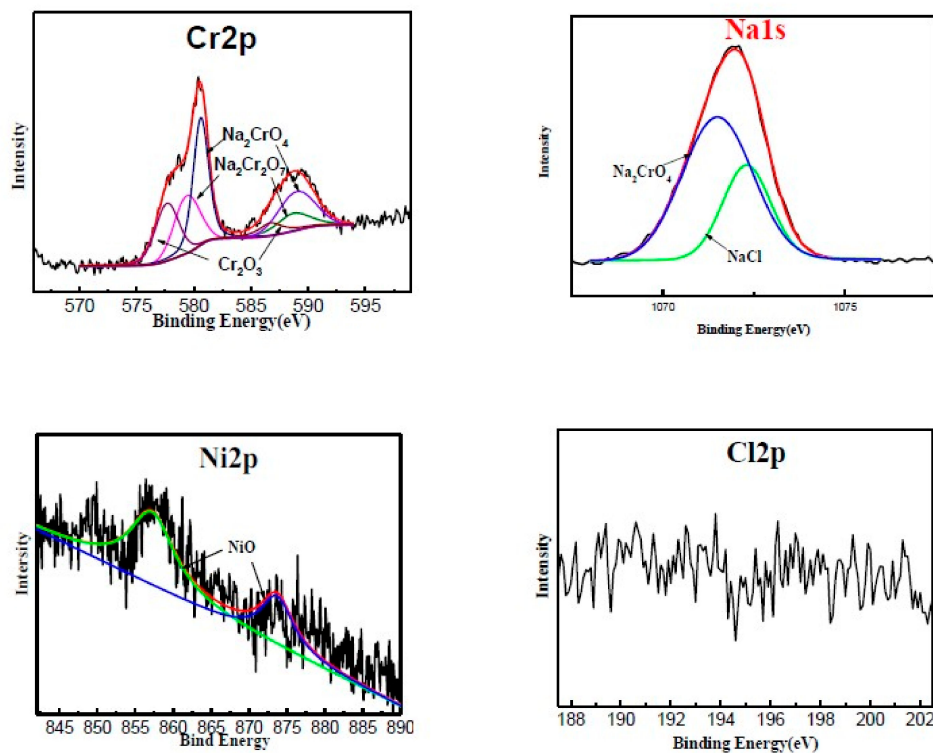 Cr2p
Intensity
Na₂CrO₄
Na₂Cr₂O₇
Cr₂O₃
570 575 580 585 590 595
Binding Energy(eV)
Na1s
Intensity
Na₂CrO₄
NaCl
1070 1075
Binding Energy(eV)
Ni2p
Intersity
NiO
845 850 855 860 865 870 875 880 885 890
Bind Energy
Cl2p
Intensity
188 190 192 194 196 198 200 202
Binding Energy(eV)